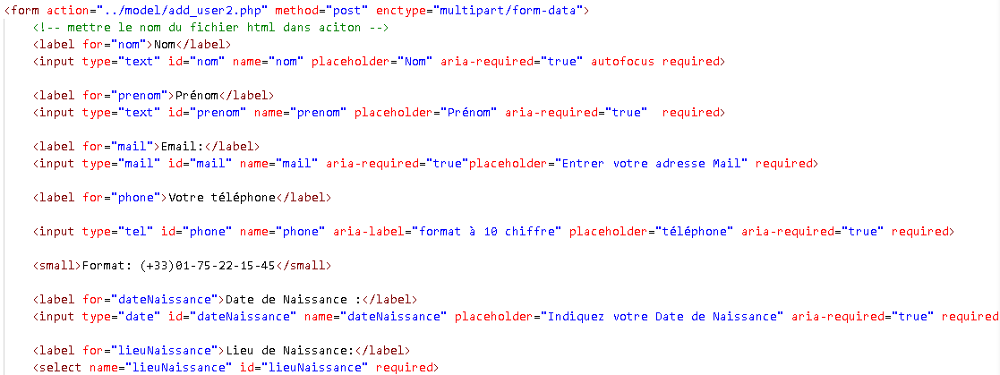 <form action="../model/add_user2.php" method="post" enctype="multipart/form-data">
<!-- mettre le nom du fichier html dans aciton -->
<label for="nom">Nom</label>
<input type="text" id="nom" name="nom" placeholder="Nom" aria-required="true" autofocus required>
<label for="prenom">Prénom</label>
<input type="text" id="prenom" name="prenom" placeholder="Prénom" aria-required="true"  required>
<label for="mail">Email:</label>
<input type="mail" id="mail" name="mail" aria-required="true"placeholder="Entrer votre adresse Mail" required>
<label for="phone">Votre téléphone</label>
<input type="tel" id="phone" name="phone" aria-label="format à 10 chiffre" placeholder="téléphone" aria-required="true" required>
<small>Format: (+33)01-75-22-15-45</small>
<label for="dateNaissance">Date de Naissance :</label>
<input type="date" id="dateNaissance" name="dateNaissance" placeholder="Indiquez votre Date de Naissance" aria-required="true" required
<label for="lieuNaissance">Lieu de Naissance:</label>
<select name="lieuNaissance" id="lieuNaissance" required>